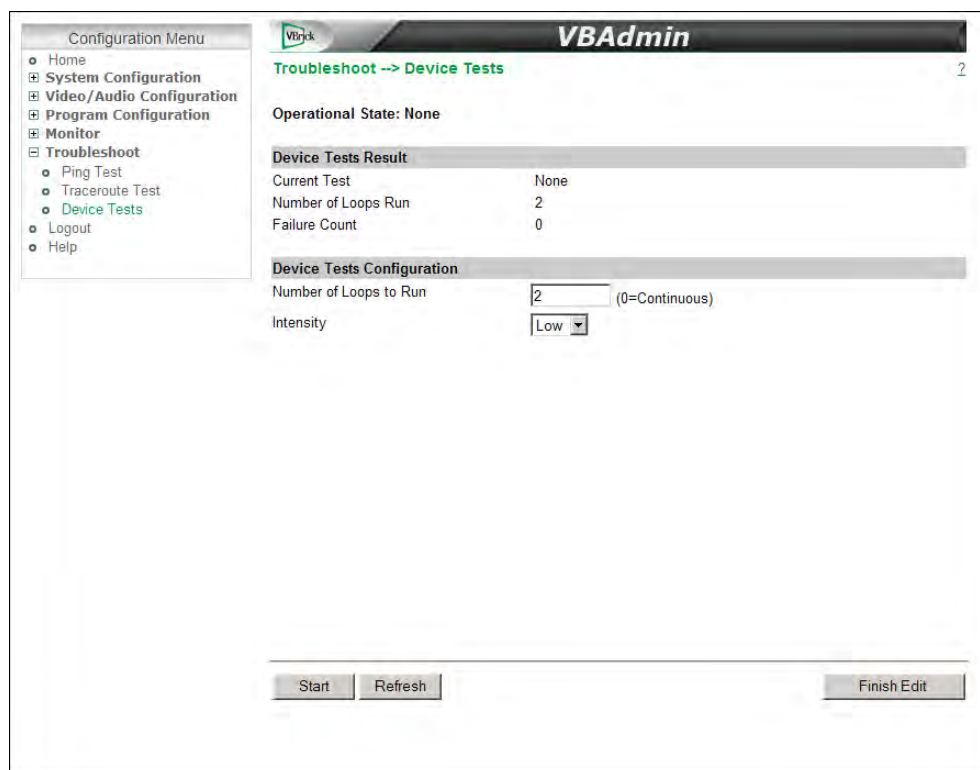 Configuration Menu
Home
System Configuration
Video/Audio Configuration
Program Configuration
Monitor
Troubleshoot
Ping Test
Traceroute Test
Device Tests
Logout
Help
VBrick
VBAdmin
Troubleshoot --> Device Tests ?
Operational State: None
Device Tests Result
Current Test None
Number of Loops Run 2
Failure Count 0
Device Tests Configuration
Number of Loops to Run 2 (0=Continuous)
Intensity Low
Start Refresh Finish Edit